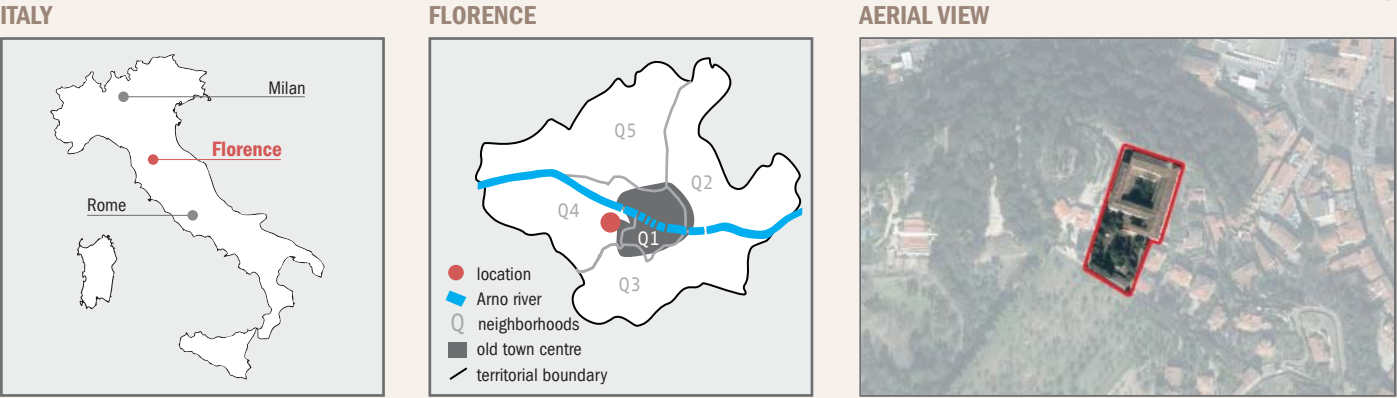 ITALY
Milan
Florence
Rome
FLORENCE
Q5
Q2
Q4
Q1
Q3
location
Arno river
Q neighborhoods
old town centre
territorial boundary
AERIAL VIEW